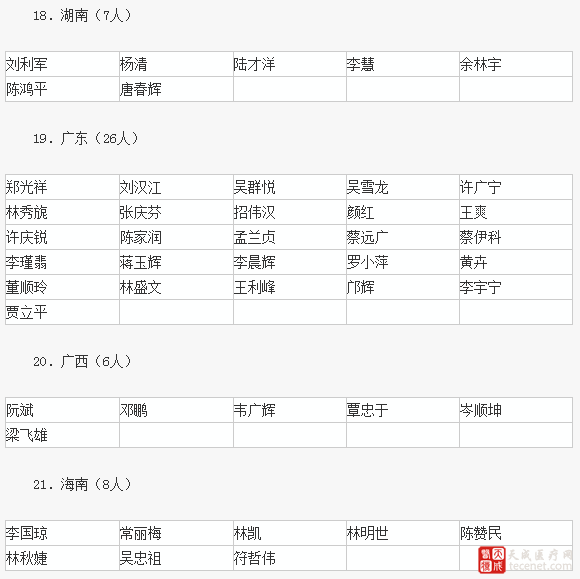 18. 湖南（7人）
刘利军 杨清 陆才洋 李慧 余林宇
陈鸿平 唐春辉
19. 广东（26人）
郑光祥 刘汉江 吴群悦 吴雪龙 许广宁
林秀旎 张庆芬 招伟汉 颜红 王爽
许庆锐 陈家润 孟兰贞 蔡远广 蔡伊科
李瑾翡 蒋玉辉 李晨辉 罗小萍 黄卉
董顺玲 林盛文 王利峰 邝辉 李宇宁
贾立平
20. 广西（6人）
阮斌 邓鹏 韦广辉 覃忠于 岑顺坤
梁飞雄
21. 海南（8人）
李国琼 常丽梅 林凯 林明世 陈赞民
林秋婕 吴忠祖 符哲伟
天成医疗网
tecenet.com